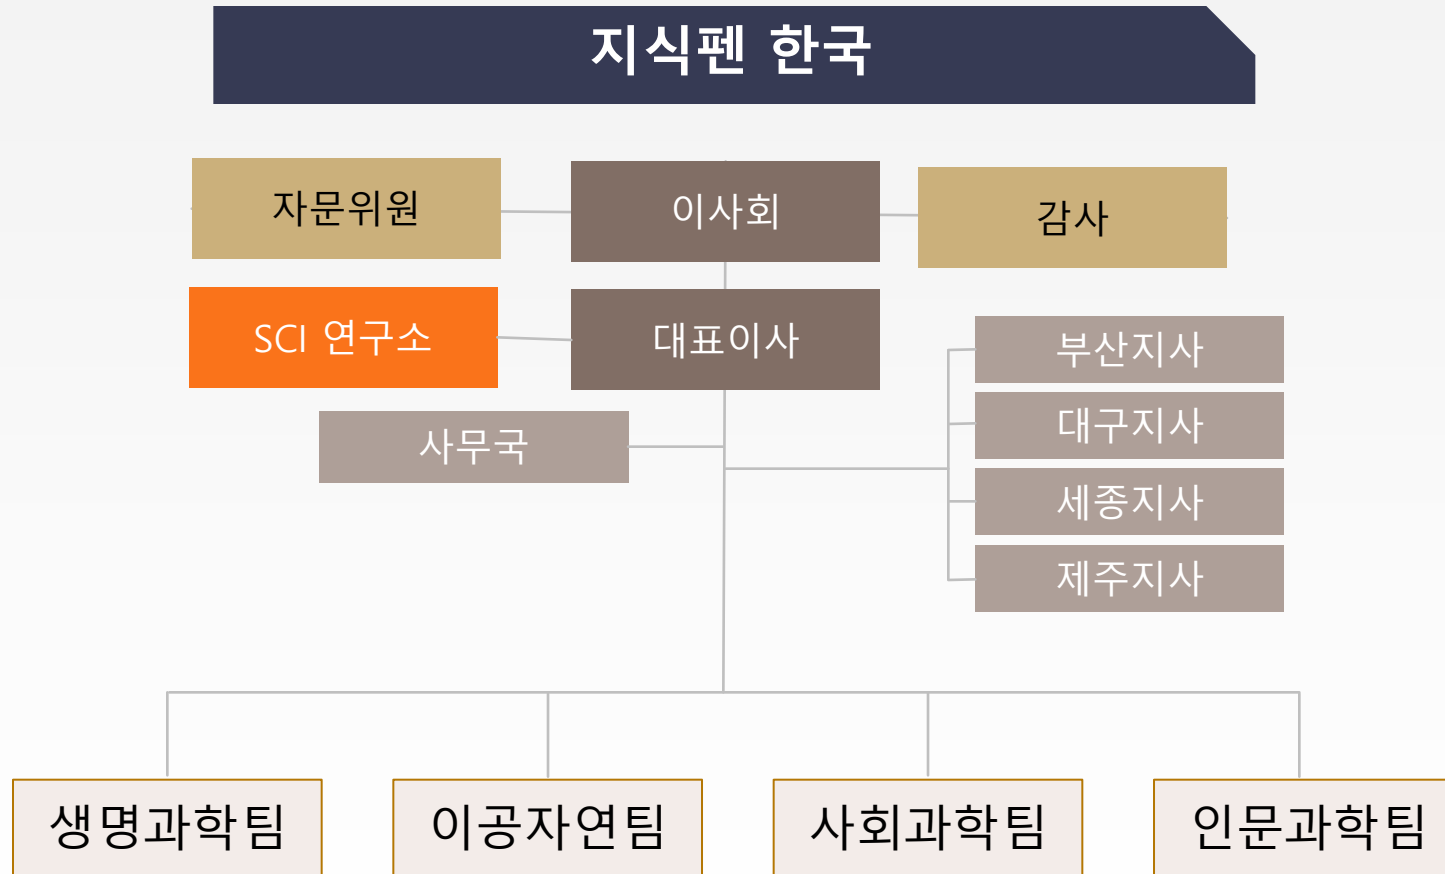 지식펜 한국
자문위원
이사회
감사
SCI 연구소
대표이사
부산지사
대구지사
사무국
세종지사
제주지사
생명과학팀
이공자연팀
사회과학팀
인문과학팀